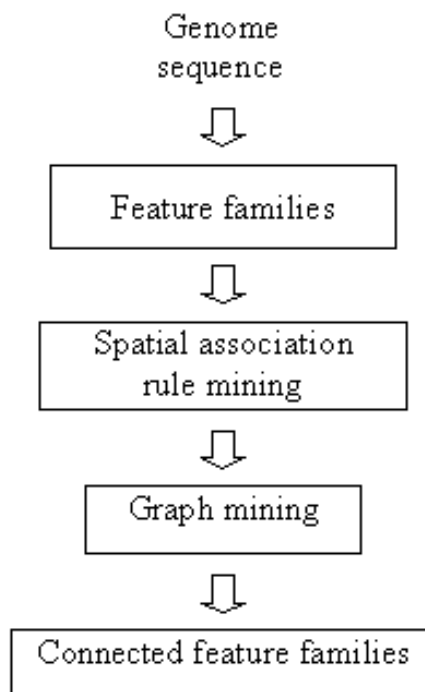 Genome
sequence
Feature families
Spatial association
rule mining
Graph mining
Connected feature families